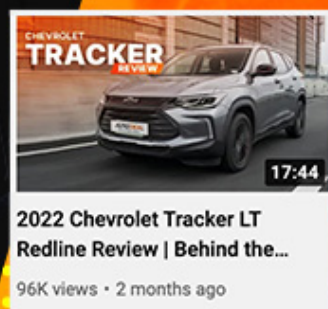 CHEVROLET
TRACKER
REVIEW
17:44
2022 Chevrolet Tracker LT
Redline Review | Behind the...
96K views • 2 months ago